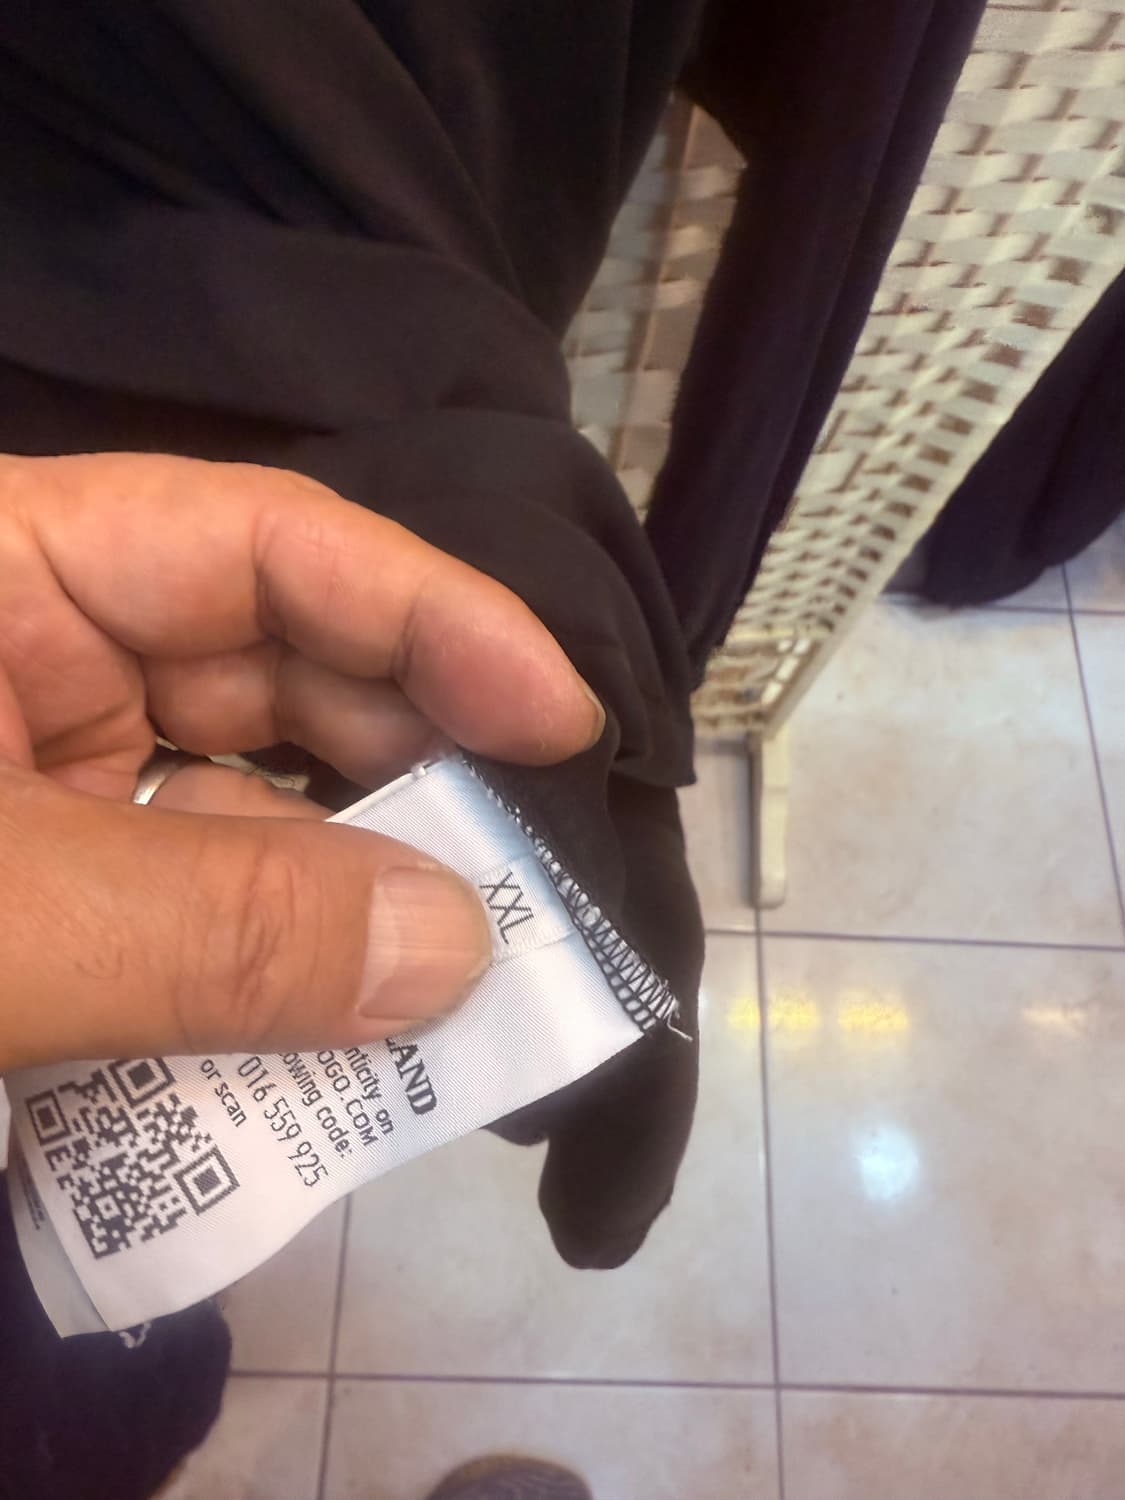 XXL
LAND
nticity on
OGO.COM
owing code:
016 559 925
or scan